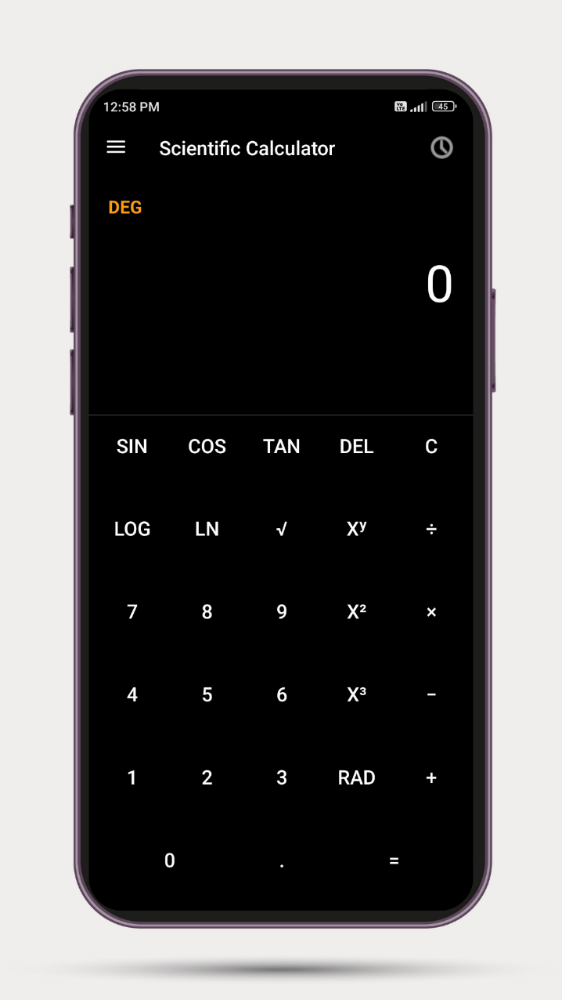 12:58 PM Vo LTE 45
Scientific Calculator
DEG
0
SIN COS TAN DEL C
LOG LN √ Xʸ ÷
7 8 9 X² ×
4 5 6 X³ −
1 2 3 RAD +
0 . =